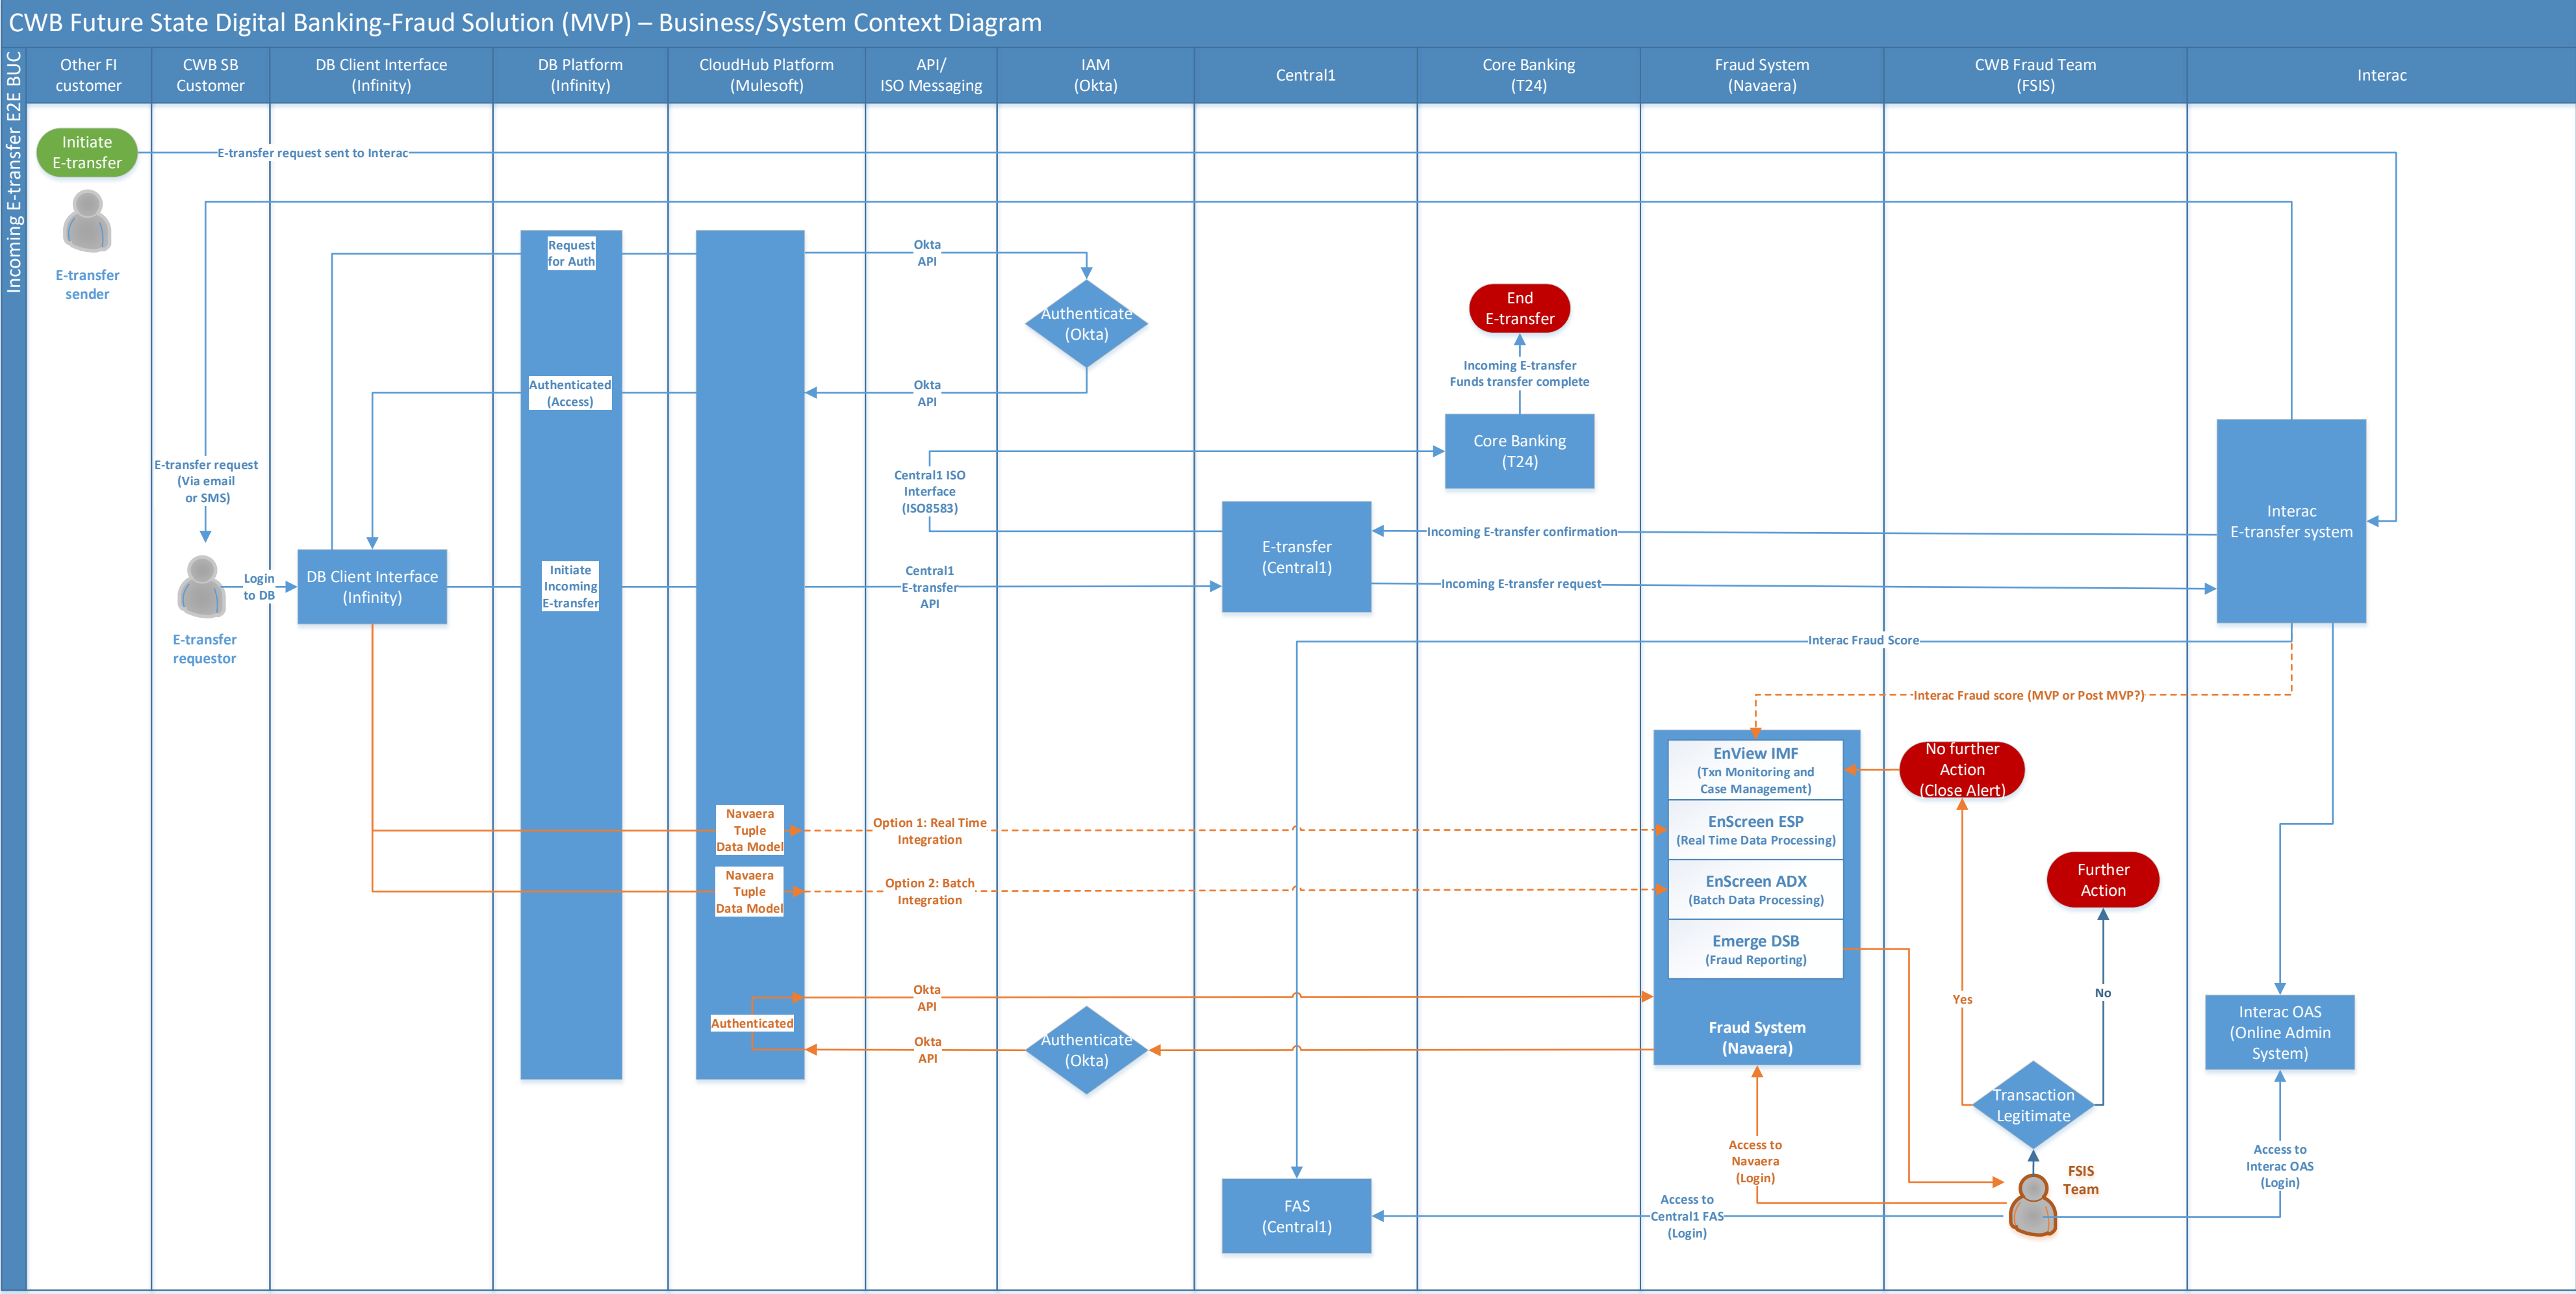 CWB Future State Digital Banking-Fraud Solution (MVP) – Business/System Context Diagram
Incoming E-transfer E2E BUC
Other FI
customer
CWB SB
Customer
DB Client Interface
(Infinity)
DB Platform
(Infinity)
CloudHub Platform
(Mulesoft)
API/
ISO Messaging
IAM
(Okta)
Central1
Core Banking
(T24)
Fraud System
(Navaera)
CWB Fraud Team
(FSIS)
Interac
Initiate
E-transfer
E-transfer request sent to Interac
E-transfer
sender
Request
for Auth
Okta
API
Authenticate
(Okta)
End
E-transfer
Incoming E-transfer
Funds transfer complete
Authenticated
(Access)
Okta
API
Core Banking
(T24)
E-transfer request
(Via email
or SMS)
Central1 ISO
Interface
(ISO8583)
Interac
E-transfer system
Incoming E-transfer confirmation
E-transfer
(Central1)
Login
to DB
DB Client Interface
(Infinity)
Initiate
Incoming
E-transfer
Central1
E-transfer
API
Incoming E-transfer request
E-transfer
requestor
Interac Fraud Score
Interac Fraud score (MVP or Post MVP?)
EnView IMF
(Txn Monitoring and
Case Management)
No further
Action
(Close Alert)
Navaera
Tuple
Data Model
Option 1: Real Time
Integration
EnScreen ESP
(Real Time Data Processing)
Navaera
Tuple
Data Model
Option 2: Batch
Integration
EnScreen ADX
(Batch Data Processing)
Further
Action
Emerge DSB
(Fraud Reporting)
Okta
API
Yes
No
Authenticated
Okta
API
Authenticate
(Okta)
Fraud System
(Navaera)
Interac OAS
(Online Admin
System)
Transaction
Legitimate
Access to
Navaera
(Login)
Access to
Interac OAS
(Login)
FSIS
Team
FAS
(Central1)
Access to
Central1 FAS
(Login)